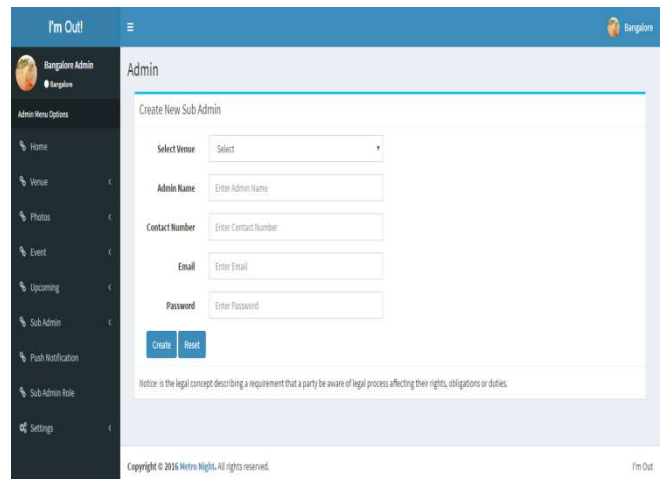 I'm Out!
Bangalore
Bangalore Admin
Bangalore
Admin Menu Options
Home
Venue
Photos
Event
Upcoming
Sub Admin
Push Notification
Sub Admin Role
Settings
Admin
Create New Sub Admin
Select Venue Select
Admin Name Enter Admin Name
Contact Number Enter Contact Number
Email Enter Email
Password Enter Password
Create Reset
Notice: is the legal concept describing a requirement that a party be aware of legal process affecting their rights, obligations or duties.
Copyright © 2016 Metro Night. All rights reserved. I'm Out